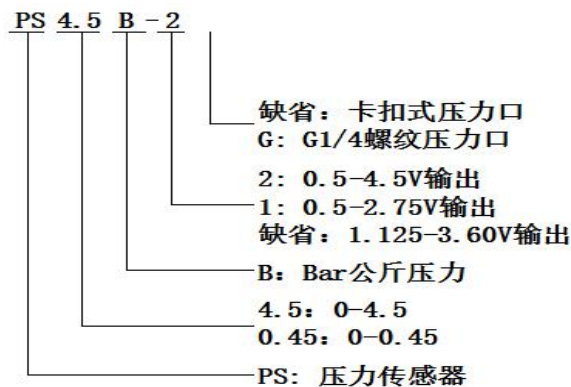 PS 4.5 B-2
缺省: 卡扣式压力口
G: G1/4螺纹压力口
2: 0.5-4.5V输出
1: 0.5-2.75V输出
缺省: 1.125-3.60V输出
B: Bar公斤压力
4.5: 0-4.5
0.45: 0-0.45
PS: 压力传感器